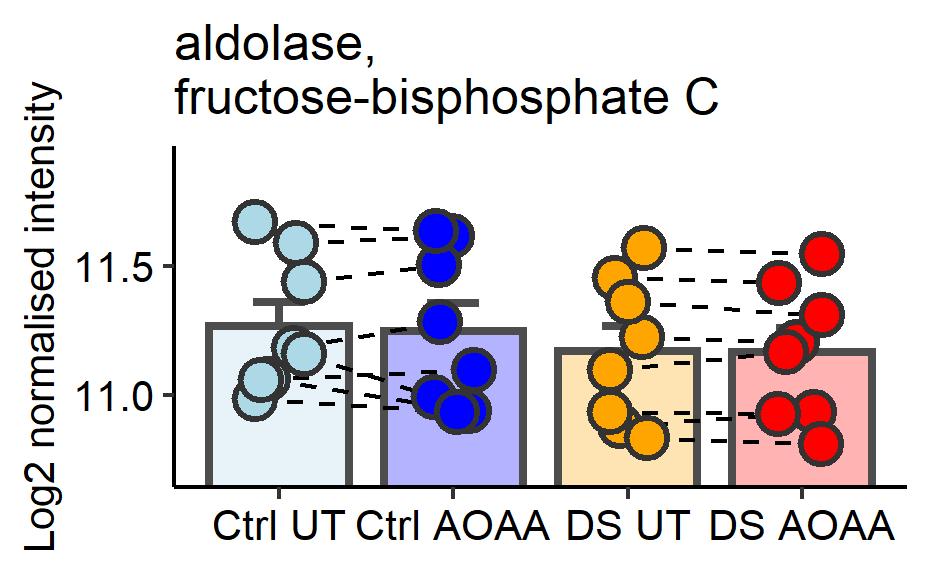 aldolase,
fructose-bisphosphate C
Log2 normalised intensity
11.5
11.0
Ctrl UT Ctrl AOAA DS UT DS AOAA